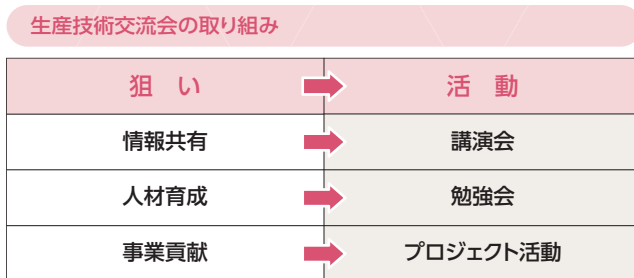 生産技術交流会の取り組み
狙い 活動
情報共有 講演会
人材育成 勉強会
事業貢献 プロジェクト活動